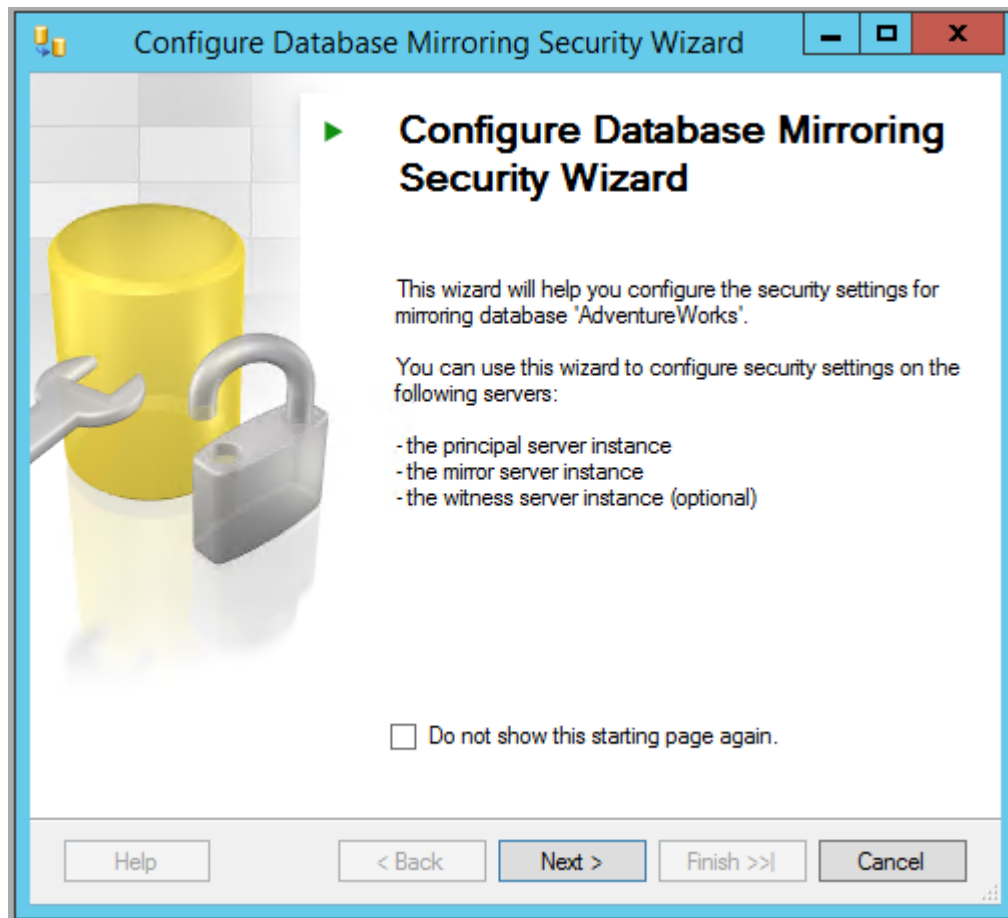 Configure Database Mirroring Security Wizard
Configure Database Mirroring
Security Wizard
This wizard will help you configure the security settings for
mirroring database 'AdventureWorks'.
You can use this wizard to configure security settings on the
following servers:
- the principal server instance
- the mirror server instance
- the witness server instance (optional)
Do not show this starting page again.
Help
< Back
Next >
Finish >>|
Cancel